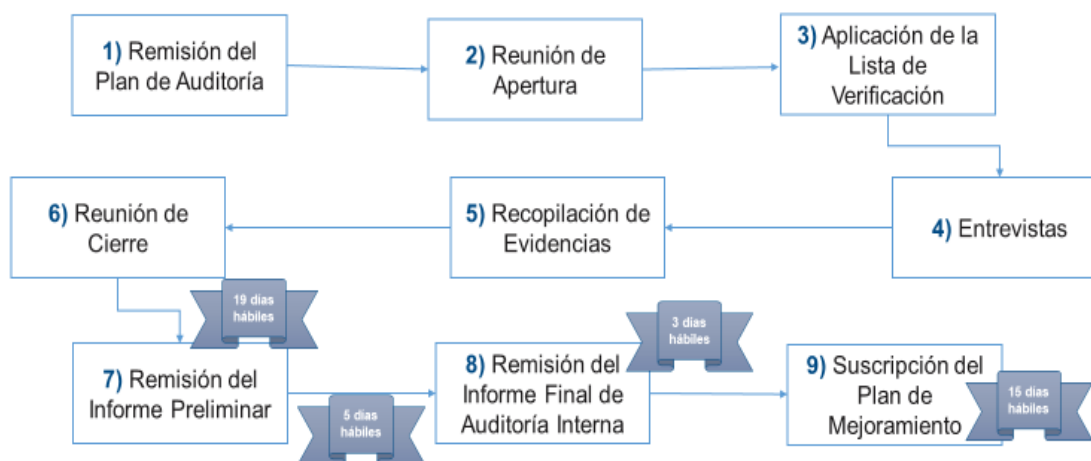 1) Remisión del
Plan de Auditoría
2) Reunión de
Apertura
3) Aplicación de la
Lista de
Verificación
6) Reunión de
Cierre
5) Recopilación de
Evidencias
4) Entrevistas
19 días
hábiles
3 días
hábiles
7) Remisión del
Informe Preliminar
5 días
hábiles
8) Remisión del
Informe Final de
Auditoría Interna
9) Suscripción del
Plan de
Mejoramiento
15 días
hábiles